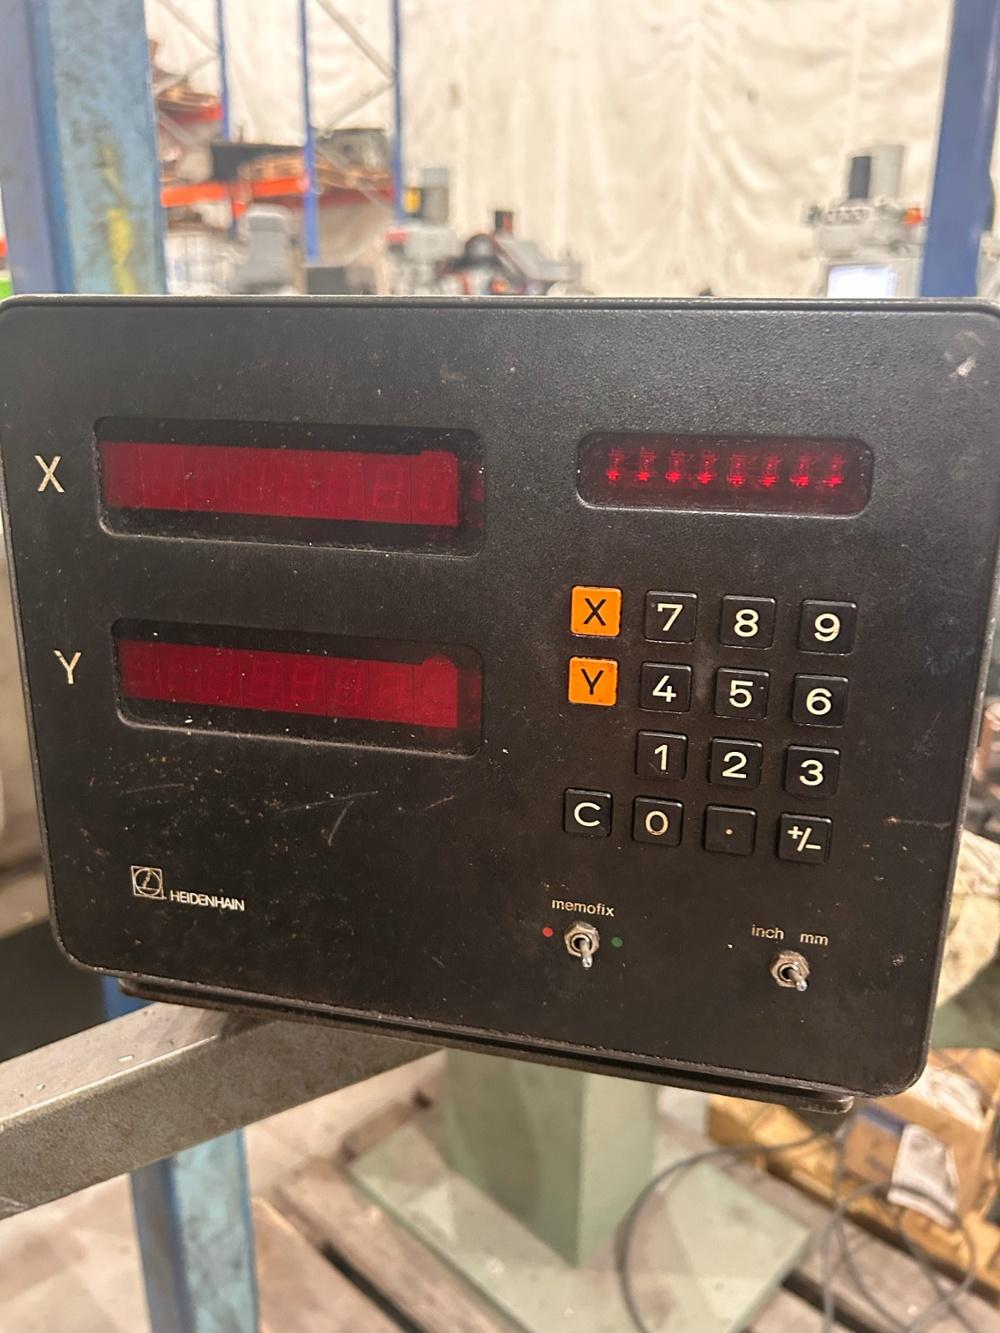 X
Y
X 7 8 9
Y 4 5 6
1 2 3
C 0 . +/-
HEIDENHAIN
memofix
inch mm